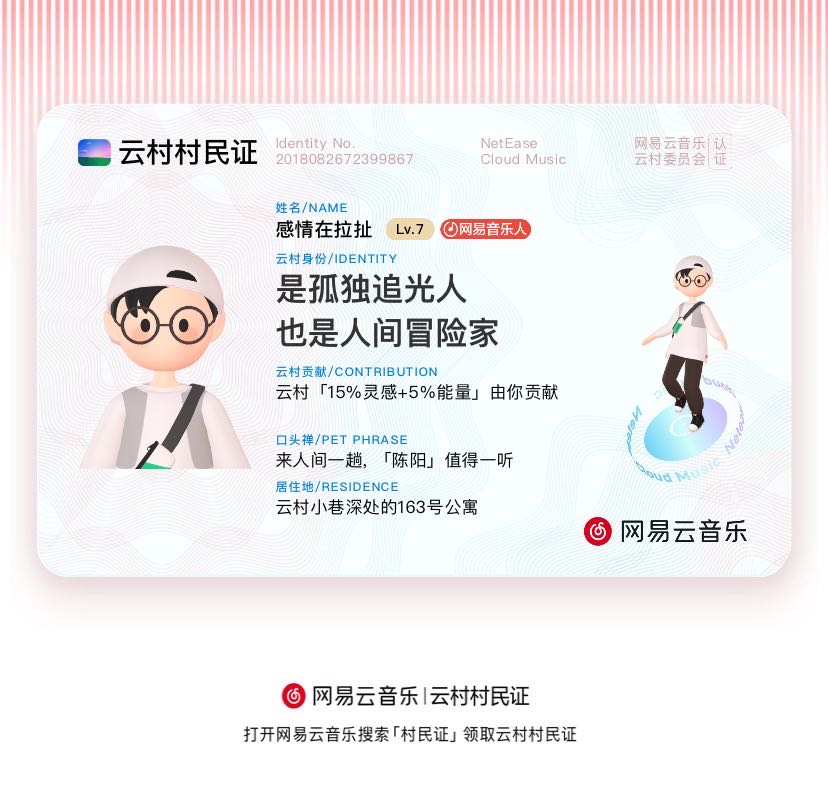 云村村民证
Identity No.
2018082672399867
NetEase
Cloud Music
网易云音乐
云村委员会
认证
姓名/NAME
感情在拉扯 Lv.7 网易音乐人
云村身份/IDENTITY
是孤独追光人
也是人间冒险家
云村贡献/CONTRIBUTION
云村「15%灵感+5%能量」由你贡献
口头禅/PET PHRASE
来人间一趟,「陈阳」值得一听
居住地/RESIDENCE
云村小巷深处的163号公寓
Cloud Music
网易云音乐
网易云音乐|云村村民证
打开网易云音乐搜索「村民证」领取云村村民证